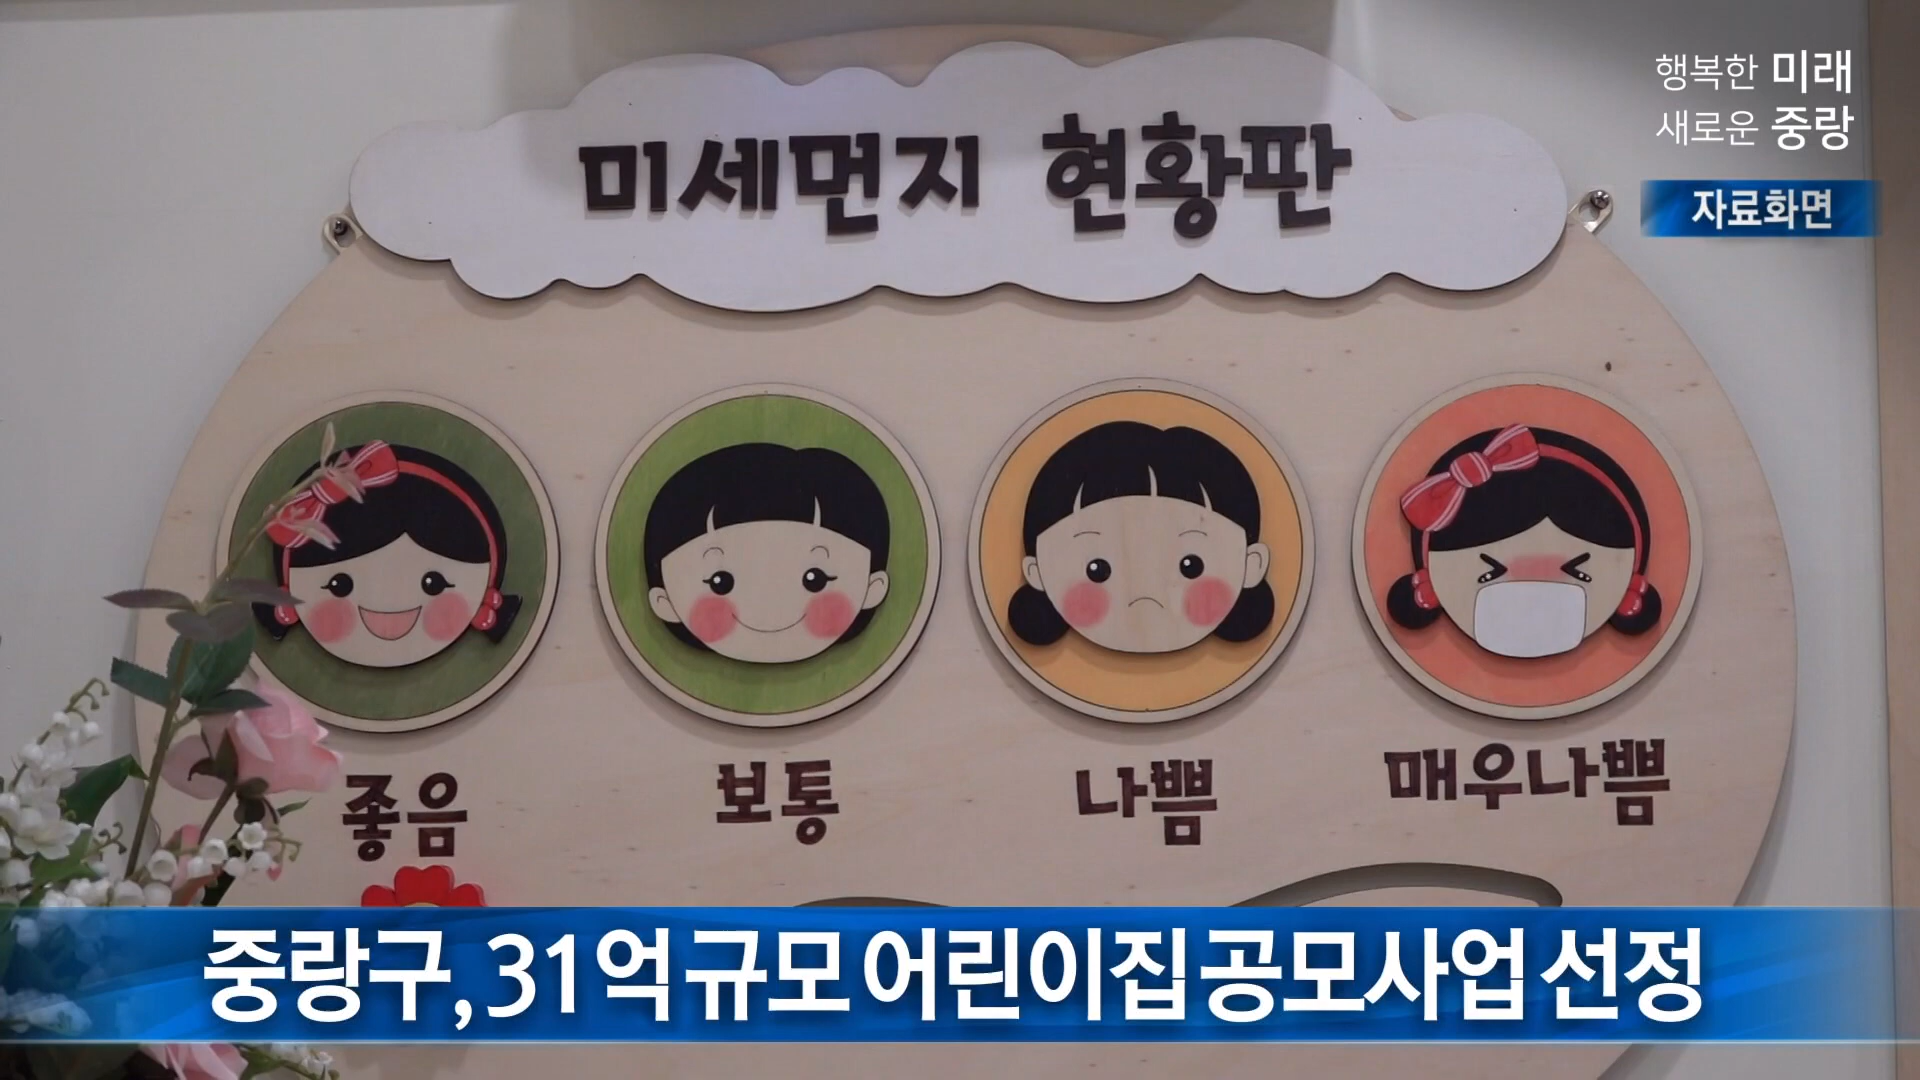 미세먼지 현황판
행복한 미래
새로운 중랑
자료화면
좋음
보통
나쁨
매우나쁨
중랑구, 31억 규모 어린이집 공모사업 선정